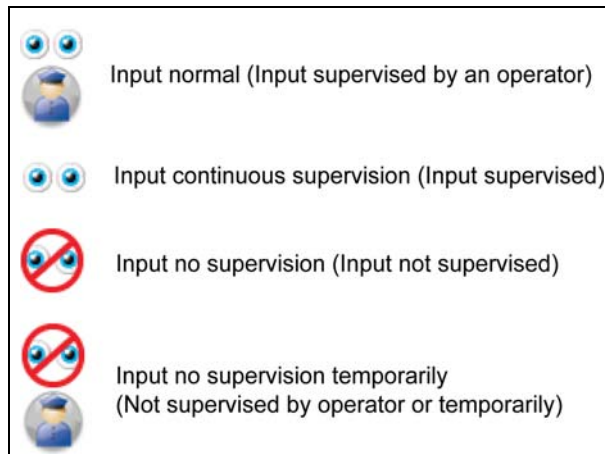 Input normal (Input supervised by an operator)
Input continuous supervision (Input supervised)
Input no supervision (Input not supervised)
Input no supervision temporarily
(Not supervised by operator or temporarily)